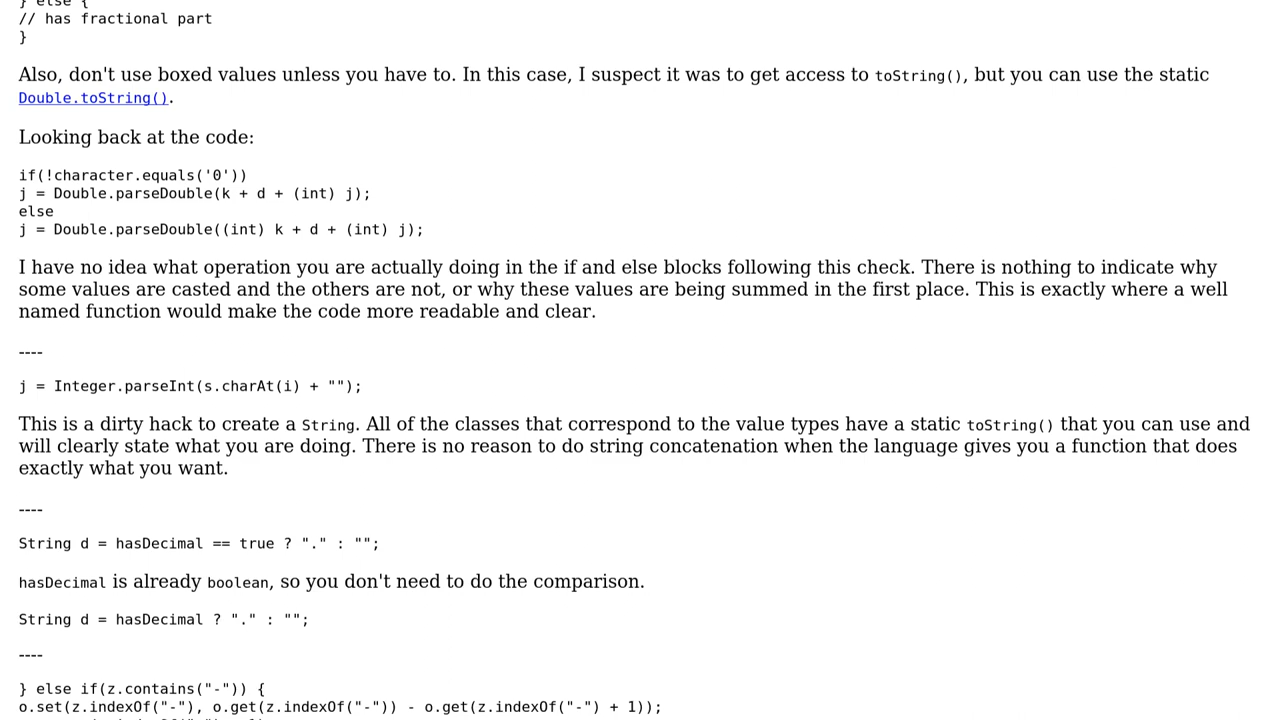 } else {
// has fractional part
}
Also, don't use boxed values unless you have to. In this case, I suspect it was to get access to toString(), but you can use the static
Double.toString().
Looking back at the code:
if(!character.equals('0'))
j = Double.parseDouble(k + d + (int) j);
else
j = Double.parseDouble((int) k + d + (int) j);
I have no idea what operation you are actually doing in the if and else blocks following this check. There is nothing to indicate why
some values are casted and the others are not, or why these values are being summed in the first place. This is exactly where a well
named function would make the code more readable and clear.
----
j = Integer.parseInt(s.charAt(i) + "");
This is a dirty hack to create a String. All of the classes that correspond to the value types have a static toString() that you can use and
will clearly state what you are doing. There is no reason to do string concatenation when the language gives you a function that does
exactly what you want.
----
String d = hasDecimal == true ? "." : "";
hasDecimal is already boolean, so you don't need to do the comparison.
String d = hasDecimal ? "." : "";
----
} else if(z.contains("-")) {
o.set(z.indexOf("-"), o.get(z.indexOf("-")) - o.get(z.indexOf("-") + 1));